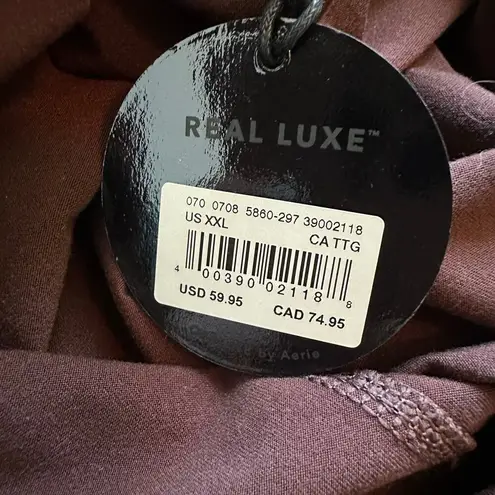 REAL LUXE™
070 0708 5860-297 39002118
US XXL CA TTG
4 00390 02118 8
USD 59.95 CAD 74.95
by Aerie